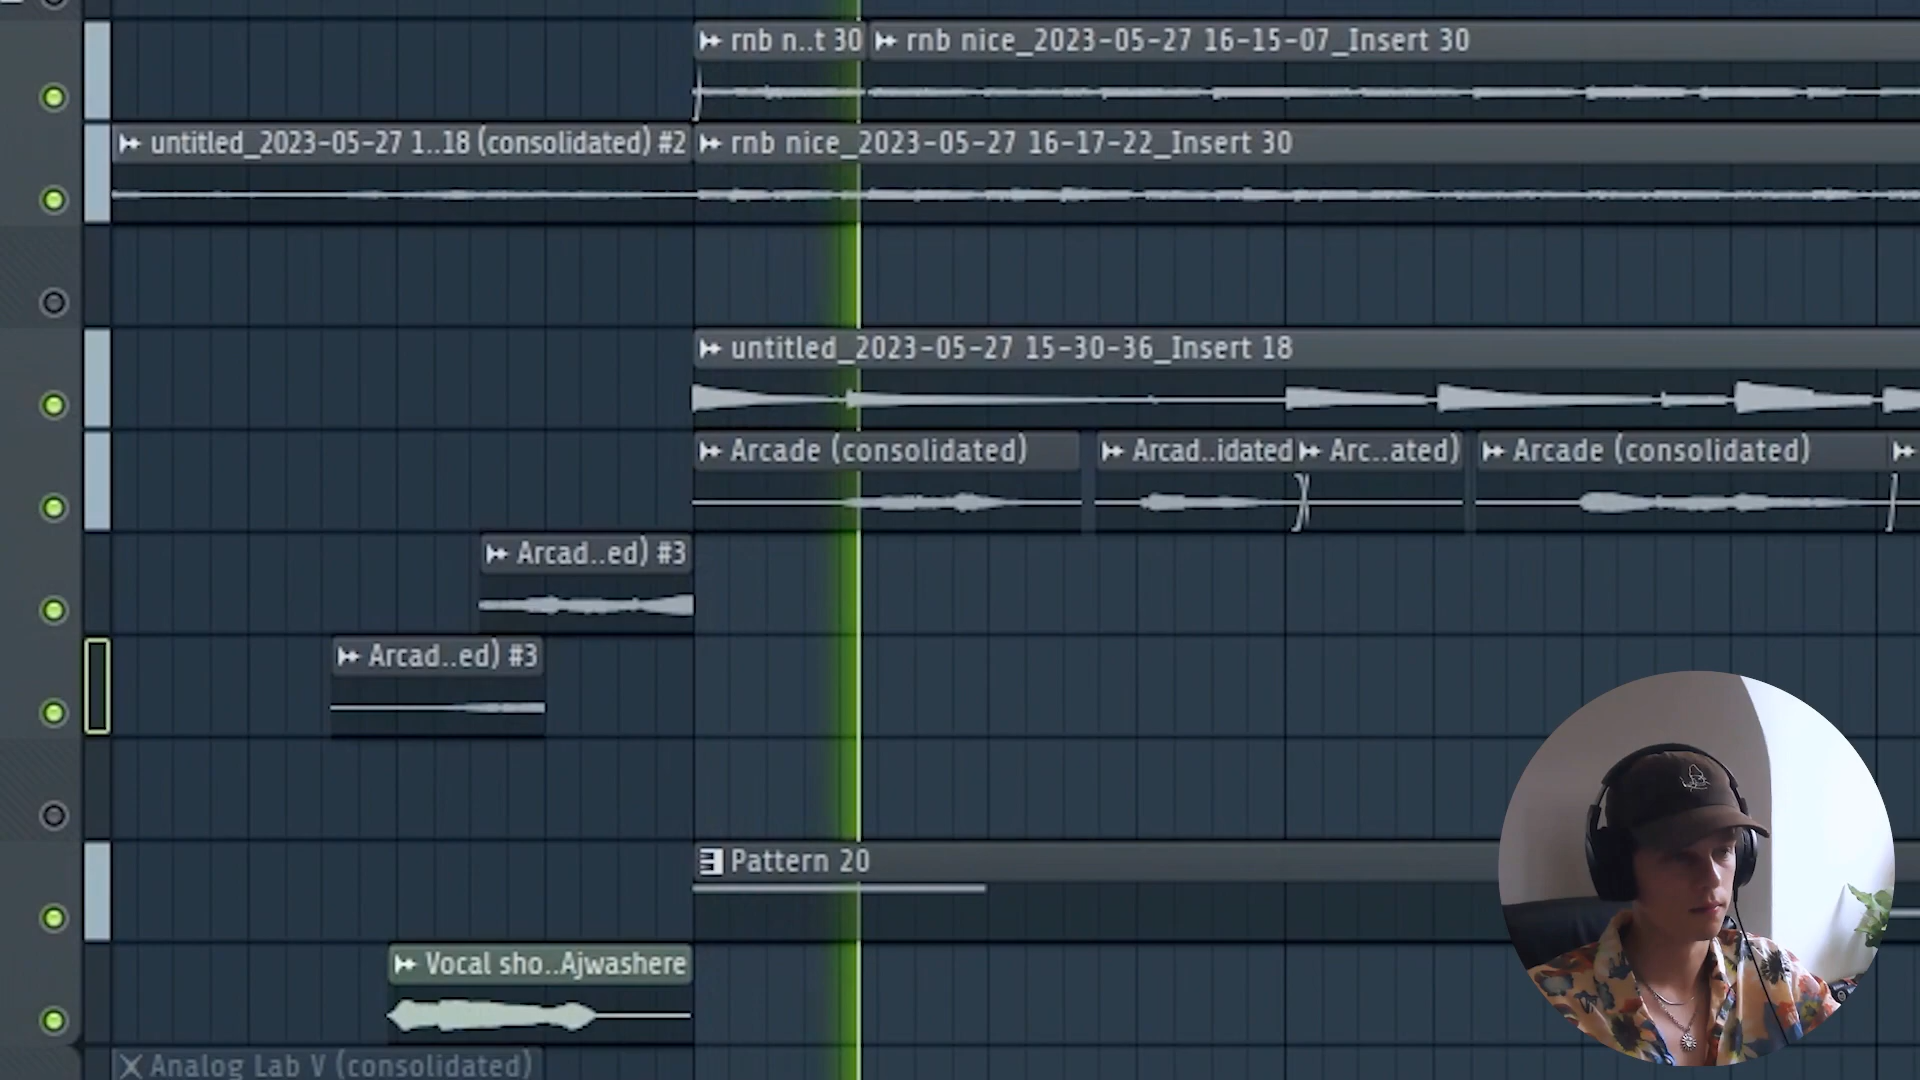 rnb n..t 30
rnb nice_2023-05-27 16-15-07_Insert 30
untitled_2023-05-27 1..18 (consolidated) #2
rnb nice_2023-05-27 16-17-22_Insert 30
untitled_2023-05-27 15-30-36_Insert 18
Arcade (consolidated)
Arcad..idated
Arc..ated)
Arcade (consolidated)
Arcad..ed) #3
Arcad..ed) #3
Pattern 20
Vocal sho..Ajwashere
Analog Lab V (consolidated)